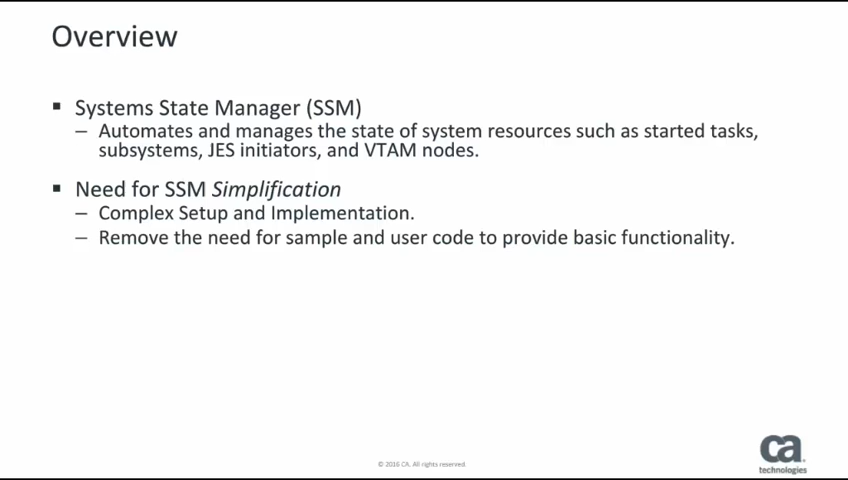 Overview
▪ Systems State Manager (SSM)
– Automates and manages the state of system resources such as started tasks,
subsystems, JES initiators, and VTAM nodes.
▪ Need for SSM Simplification
– Complex Setup and Implementation.
– Remove the need for sample and user code to provide basic functionality.
© 2016 CA. All rights reserved
ca
technologies